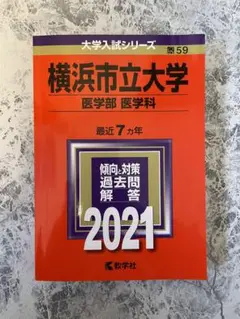 大学入試シリーズ
59
横浜市立大学
医学部 医学科
最近7カ年
傾向と対策
過去問
解答
2021
教学社